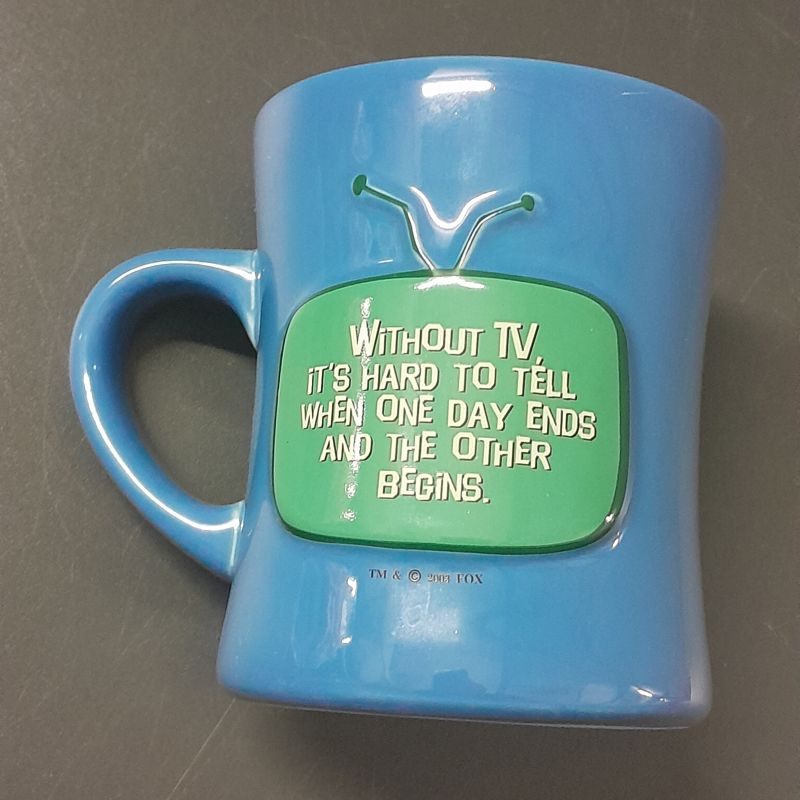 WiTHOUT TV,
iT'S HARD TO TELL
WHEN ONE DAY ENDS
AND THE OTHER
BEGiNS.
TM & © 2003 FOX